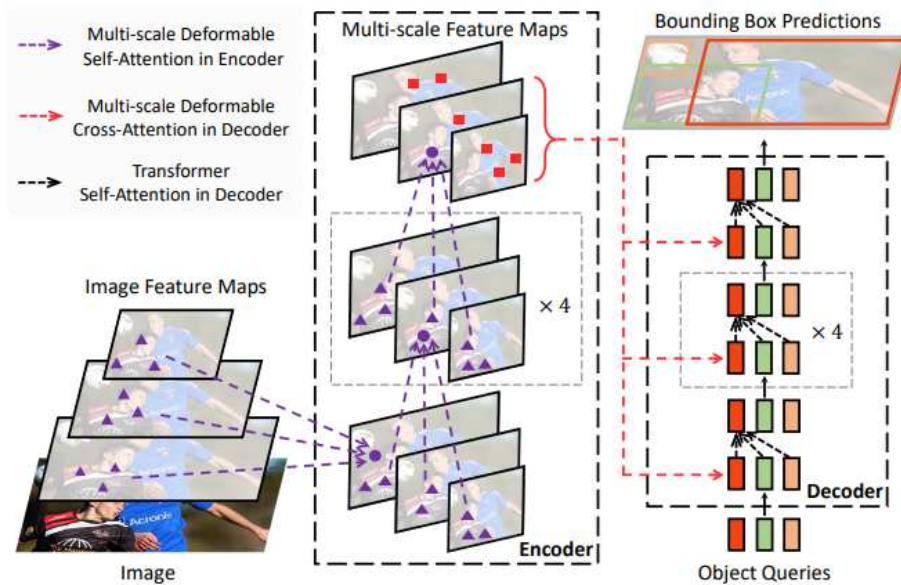 Multi-scale Deformable
Self-Attention in Encoder
Multi-scale Deformable
Cross-Attention in Decoder
Transformer
Self-Attention in Decoder
Multi-scale Feature Maps
× 4
Encoder
Image Feature Maps
Acronis
Image
Bounding Box Predictions
× 4
Decoder
Object Queries